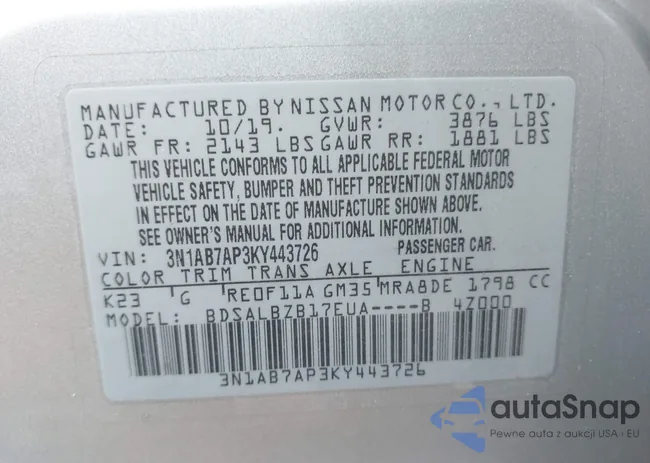 MANUFACTURED BY NISSAN MOTOR CO., LTD.
DATE: 10/19. GVWR: 3876 LBS
GAWR FR: 2143 LBS GAWR RR: 1881 LBS
THIS VEHICLE CONFORMS TO ALL APPLICABLE FEDERAL MOTOR
VEHICLE SAFETY, BUMPER AND THEFT PREVENTION STANDARDS
IN EFFECT ON THE DATE OF MANUFACTURE SHOWN ABOVE.
SEE OWNER'S MANUAL FOR ADDITIONAL INFORMATION.
VIN: 3N1AB7AP3KY443726 PASSENGER CAR.
COLOR TRIM TRANS AXLE ENGINE
K23 G RE0F11A GM35 MRA8DE 1798 CC
MODEL: BDSALBZB17EUA----B 4Z000
3N1AB7AP3KY443726
autaSnap
Pewne auta z aukcji USA i EU